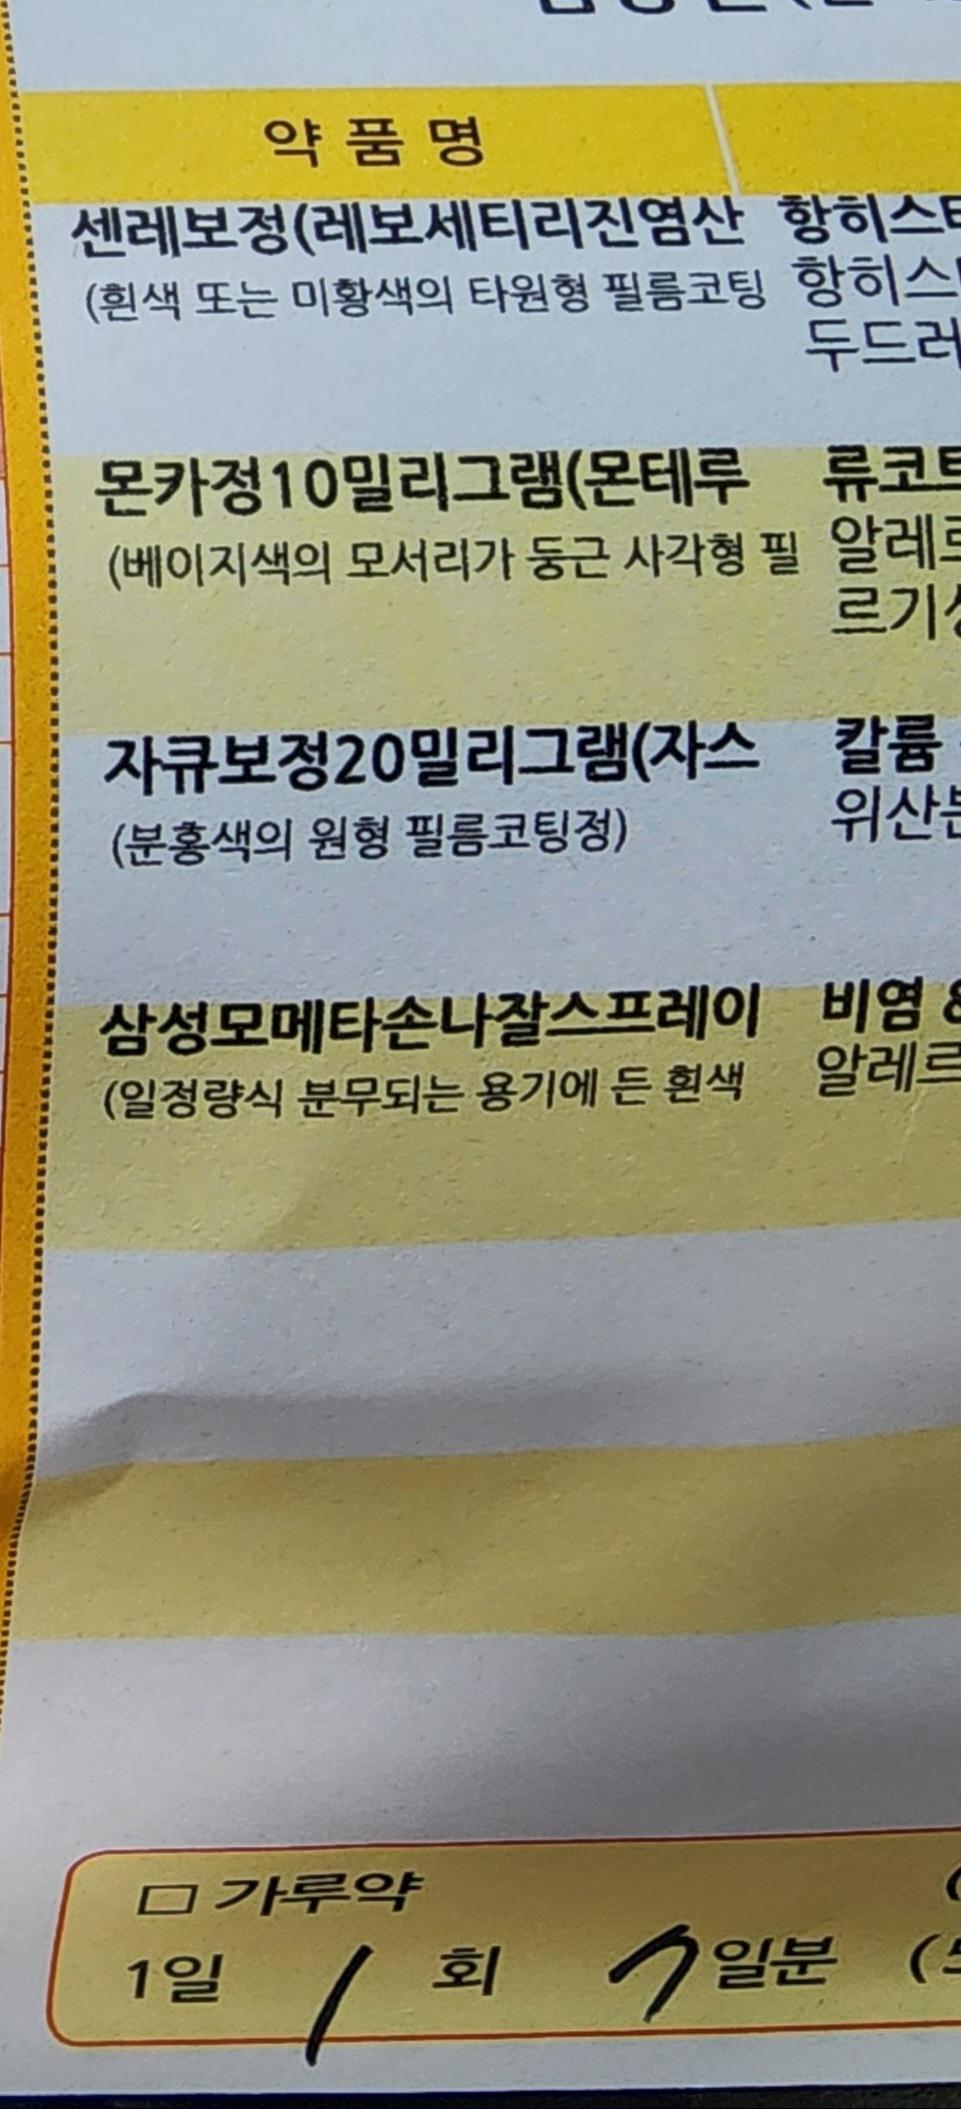 약 품 명
센레보정(레보세티리진염산 항히스타
(흰색 또는 미황색의 타원형 필름코팅 항히스
두드러
몬카정10밀리그램(몬테루 류코트
(베이지색의 모서리가 둥근 사각형 필 알레르
르기성
자큐보정20밀리그램(자스 칼륨
(분홍색의 원형 필름코팅정) 위산분
삼성모메타손나잘스프레이 비염 &
(일정량식 분무되는 용기에 든 흰색 알레르
□ 가루약
1일 1 회 7일분 (